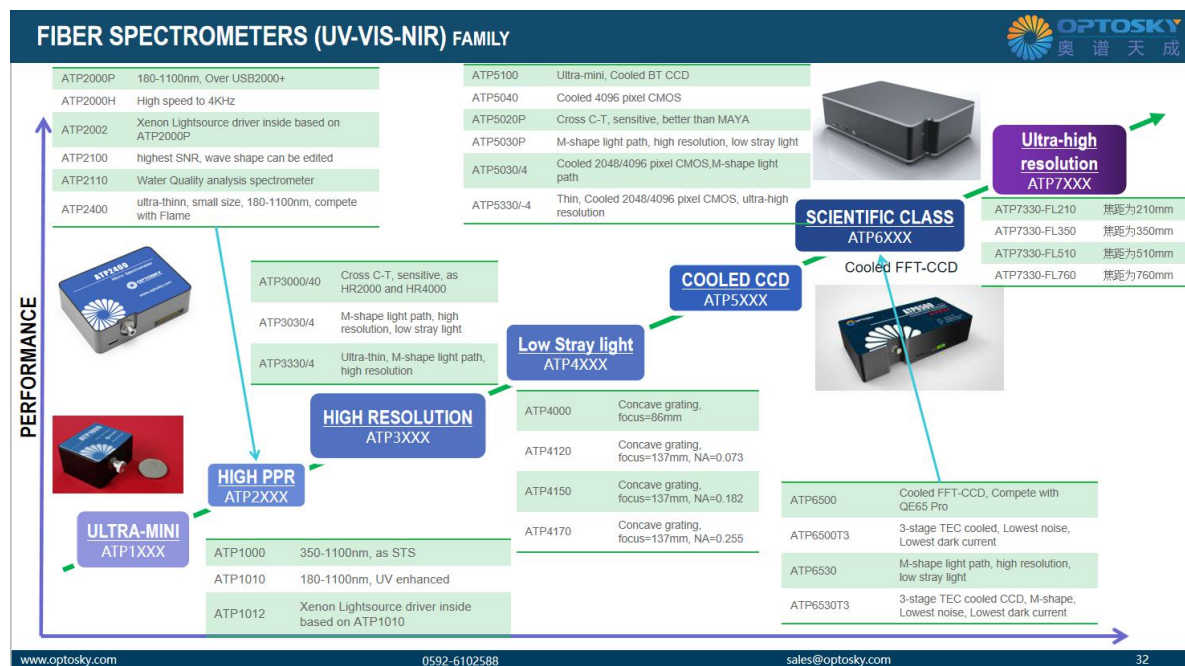 FIBER SPECTROMETERS (UV-VIS-NIR) FAMILY
OPTOSKY
奥谱天成
ATP2000P 180-1100nm, Over USB2000+
ATP2000H High speed to 4KHz
ATP2002 Xenon Lightsource driver inside based on
ATP2000P
ATP2100 highest SNR, wave shape can be edited
ATP2110 Water Quality analysis spectrometer
ATP2400 ultra-thinn, small size, 180-1100nm, compete
with Flame
ATP5100 Ultra-mini, Cooled BT CCD
ATP5040 Cooled 4096 pixel CMOS
ATP5020P Cross C-T, sensitive, better than MAYA
ATP5030P M-shape light path, high resolution, low stray light
ATP5030/4 Cooled 2048/4096 pixel CMOS,M-shape light
path
ATP5330/-4 Thin, Cooled 2048/4096 pixel CMOS, ultra-high
resolution
Ultra-high
resolution
ATP7XXX
ATP7330-FL210 焦距为210mm
ATP7330-FL350 焦距为350mm
ATP7330-FL510 焦距为510mm
ATP7330-FL760 焦距为760mm
SCIENTIFIC CLASS
ATP6XXX
Cooled FFT-CCD
COOLED CCD
ATP5XXX
Low Stray light
ATP4XXX
ATP3000/40 Cross C-T, sensitive, as
HR2000 and HR4000
ATP3030/4 M-shape light path, high
resolution, low stray light
ATP3330/4 Ultra-thin, M-shape light path,
high resolution
ATP2400
Micro Spectrometer
OPTOSKY
www.optosky.com
ATP6500
PERFORMANCE
HIGH RESOLUTION
ATP3XXX
HIGH PPR
ATP2XXX
ULTRA-MINI
ATP1XXX
ATP4000 Concave grating,
focus=86mm
ATP4120 Concave grating,
focus=137mm, NA=0.073
ATP4150 Concave grating,
focus=137mm, NA=0.182
ATP4170 Concave grating,
focus=137mm, NA=0.255
ATP1000 350-1100nm, as STS
ATP1010 180-1100nm, UV enhanced
ATP1012 Xenon Lightsource driver inside
based on ATP1010
ATP6500 Cooled FFT-CCD, Compete with
QE65 Pro
ATP6500T3 3-stage TEC cooled, Lowest noise,
Lowest dark current
ATP6530 M-shape light path, high resolution,
low stray light
ATP6530T3 3-stage TEC cooled CCD, M-shape,
Lowest noise, Lowest dark current
www.optosky.com 0592-6102588 sales@optosky.com 32